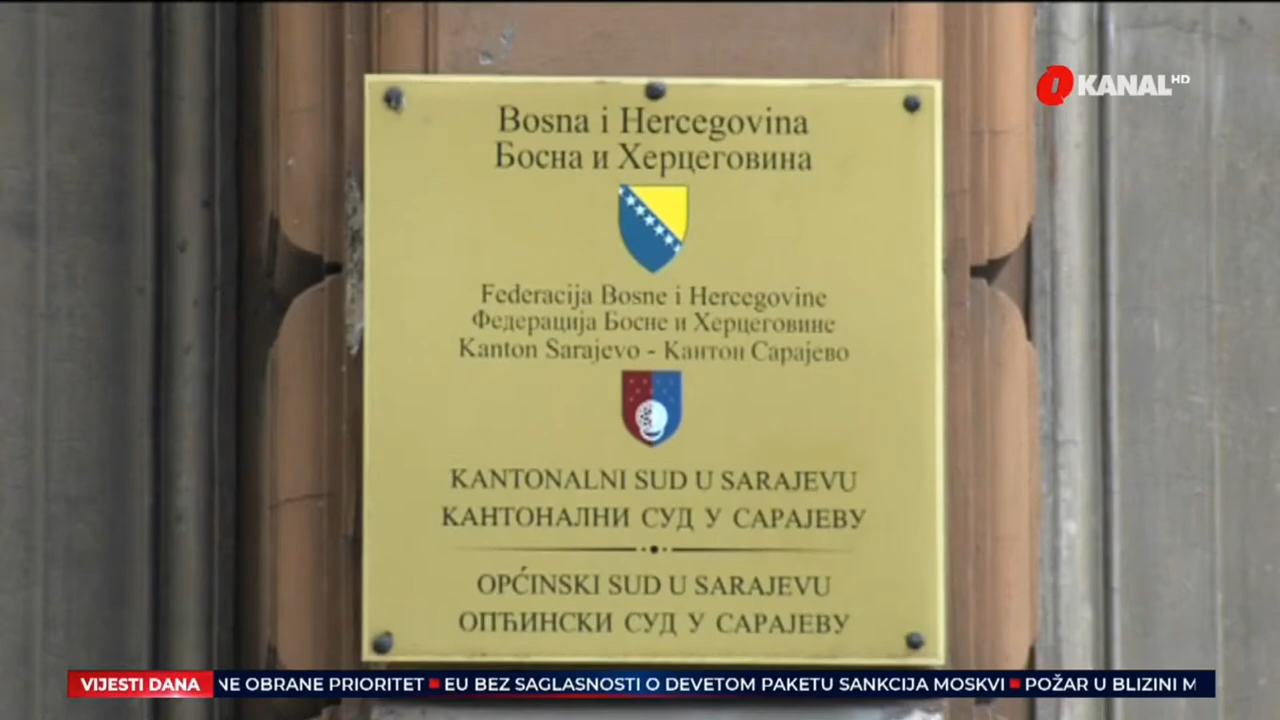 Bosna i Hercegovina
Босна и Херцеговина
Federacija Bosne i Hercegovine
Федерација Босне и Херцеговине
Kanton Sarajevo - Кантон Сарајево
KANTONALNI SUD U SARAJEVU
КАНТОНАЛНИ СУД У САРАЈЕВУ
OPĆINSKI SUD U SARAJEVU
ОПЋИНСКИ СУД У САРАЈЕВУ
O KANAL HD
VIJESTI DANA NE OBRANE PRIORITET ■ EU BEZ SAGLASNOSTI O DEVETOM PAKETU SANKCIJA MOSKVI ■ POŽAR U BLIZINI